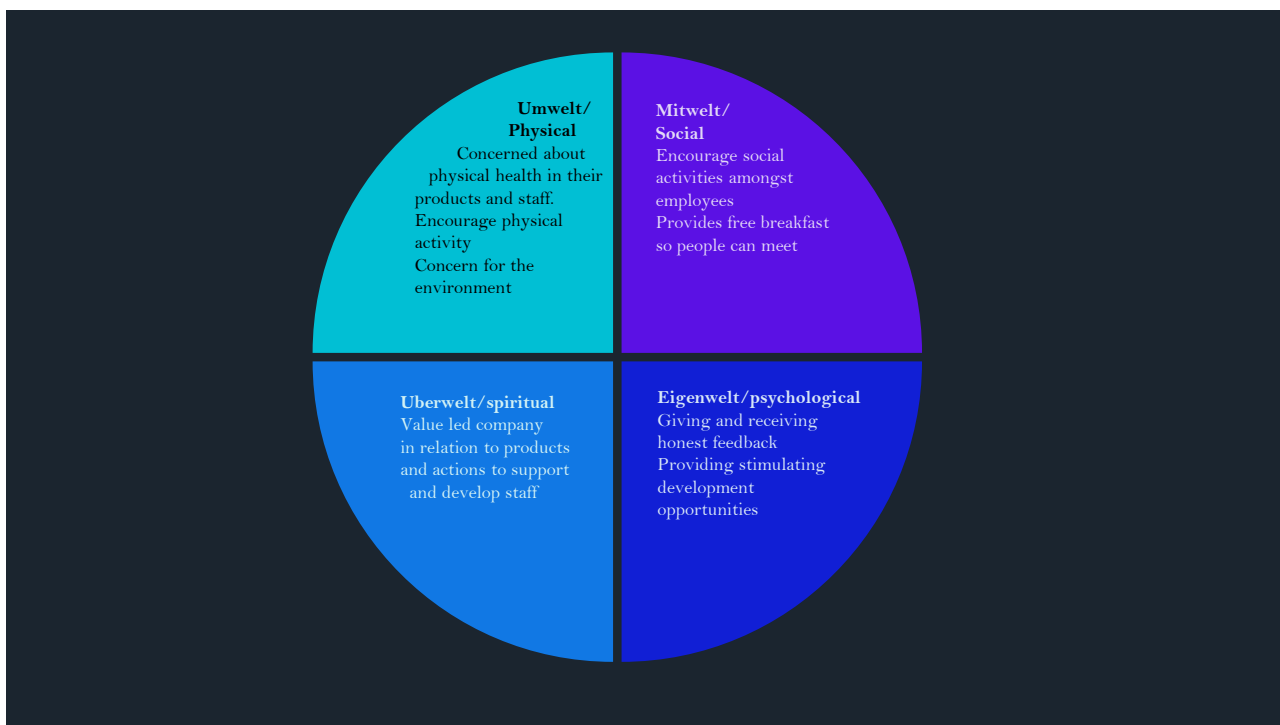 Umwelt/
Physical
Concerned about
physical health in their
products and staff.
Encourage physical
activity
Concern for the
environment
Mitwelt/
Social
Encourage social
activities amongst
employees
Provides free breakfast
so people can meet
Uberwelt/spiritual
Value led company
in relation to products
and actions to support
and develop staff
Eigenwelt/psychological
Giving and receiving
honest feedback
Providing stimulating
development
opportunities